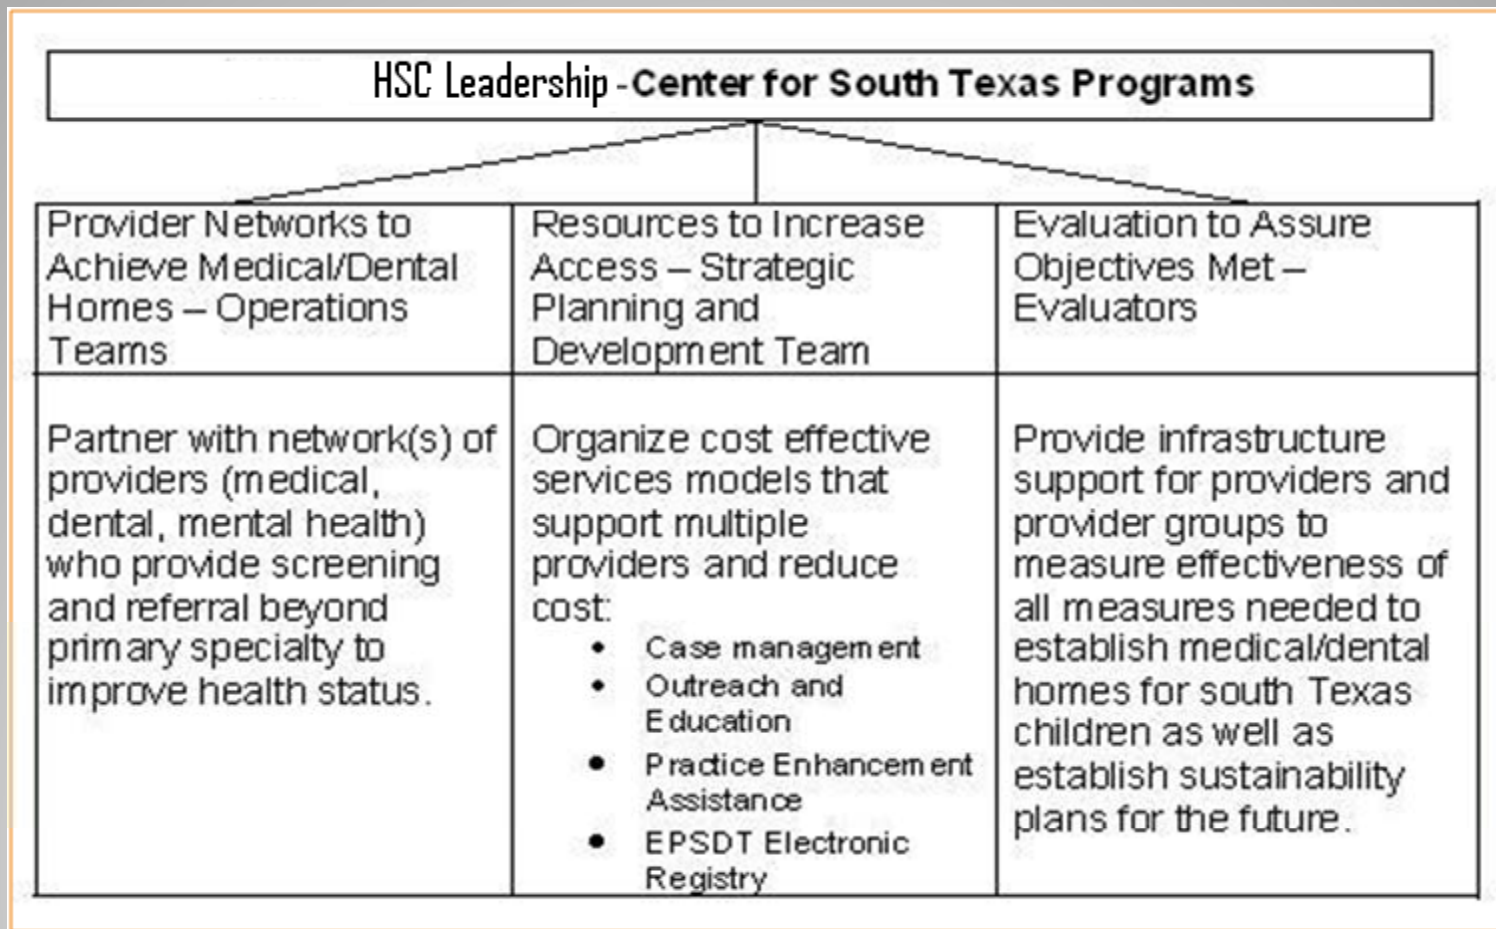 HSC Leadership -Center for South Texas Programs
Provider Networks to
Achieve Medical/Dental
Homes – Operations
Teams
Resources to Increase
Access – Strategic
Planning and
Development Team
Evaluation to Assure
Objectives Met –
Evaluators
Partner with network(s) of
providers (medical,
dental, mental health)
who provide screening
and referral beyond
primary specialty to
improve health status.
Organize cost effective
services models that
support multiple
providers and reduce
cost:
• Case management
• Outreach and
Education
• Practice Enhancement
Assistance
• EPSDT Electronic
Registry
Provide infrastructure
support for providers and
provider groups to
measure effectiveness of
all measures needed to
establish medical/dental
homes for south Texas
children as well as
establish sustainability
plans for the future.